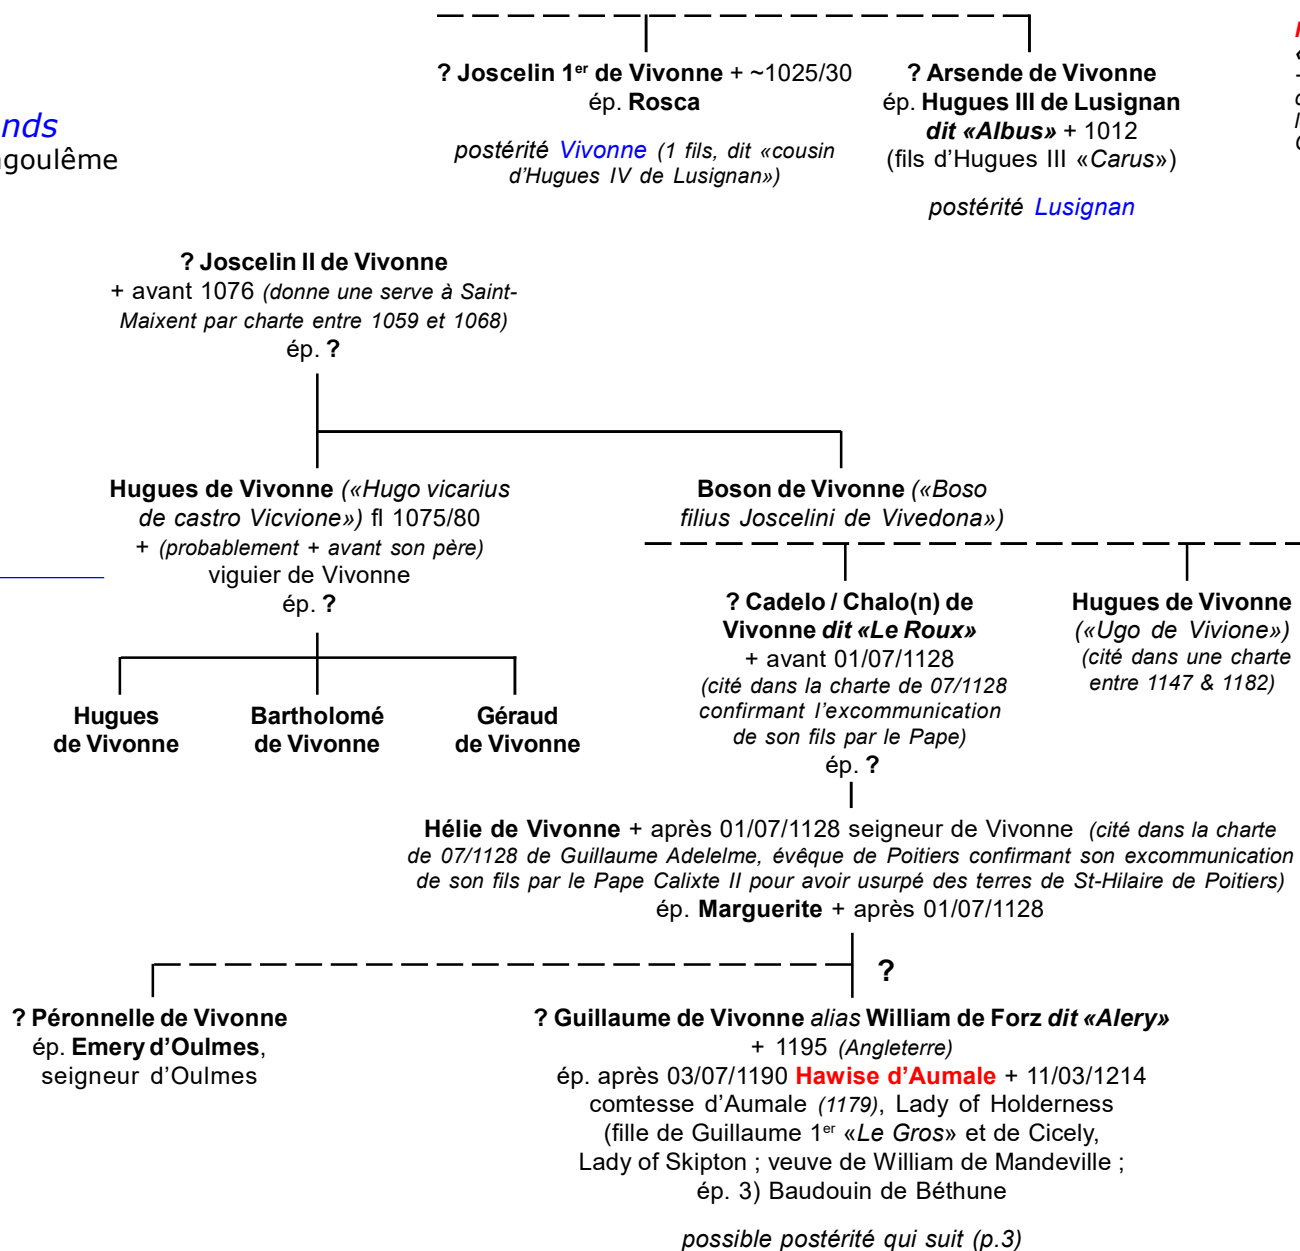 ? Joscelin 1er de Vivonne + ~1025/30
ép. Rosca
postérité Vivonne (1 fils, dit «cousin
d'Hugues IV de Lusignan»)
? Arsende de Vivonne
ép. Hugues III de Lusignan
dit «Albus» + 1012
(fils d'Hugues III «Carus»)
postérité Lusignan
nds
ngoulême
? Joscelin II de Vivonne
+ avant 1076 (donne une serve à Saint-
Maixent par charte entre 1059 et 1068)
ép. ?
Hugues de Vivonne («Hugo vicarius
de castro Vicvione») fl 1075/80
+ (probablement + avant son père)
viguier de Vivonne
ép. ?
Boson de Vivonne («Boso
filius Joscelini de Vivedona»)
Hugues
de Vivonne
Bartholomé
de Vivonne
Géraud
de Vivonne
? Cadelo / Chalo(n) de
Vivonne dit «Le Roux»
+ avant 01/07/1128
(cité dans la charte de 07/1128
confirmant l'excommunication
de son fils par le Pape)
ép. ?
Hugues de Vivonne
(«Ugo de Vivione»)
(cité dans une charte
entre 1147 & 1182)
Hélie de Vivonne + après 01/07/1128 seigneur de Vivonne (cité dans la charte
de 07/1128 de Guillaume Adelelme, évêque de Poitiers confirmant son excommunication
de son fils par le Pape Calixte II pour avoir usurpé des terres de St-Hilaire de Poitiers)
ép. Marguerite + après 01/07/1128
?
? Péronnelle de Vivonne
ép. Emery d'Oulmes,
seigneur d'Oulmes
? Guillaume de Vivonne alias William de Forz dit «Alery»
+ 1195 (Angleterre)
ép. après 03/07/1190 Hawise d'Aumale + 11/03/1214
comtesse d'Aumale (1179), Lady of Holderness
(fille de Guillaume 1er «Le Gros» et de Cicely,
Lady of Skipton ; veuve de William de Mandeville ;
ép. 3) Baudouin de Béthune
possible postérité qui suit (p.3)